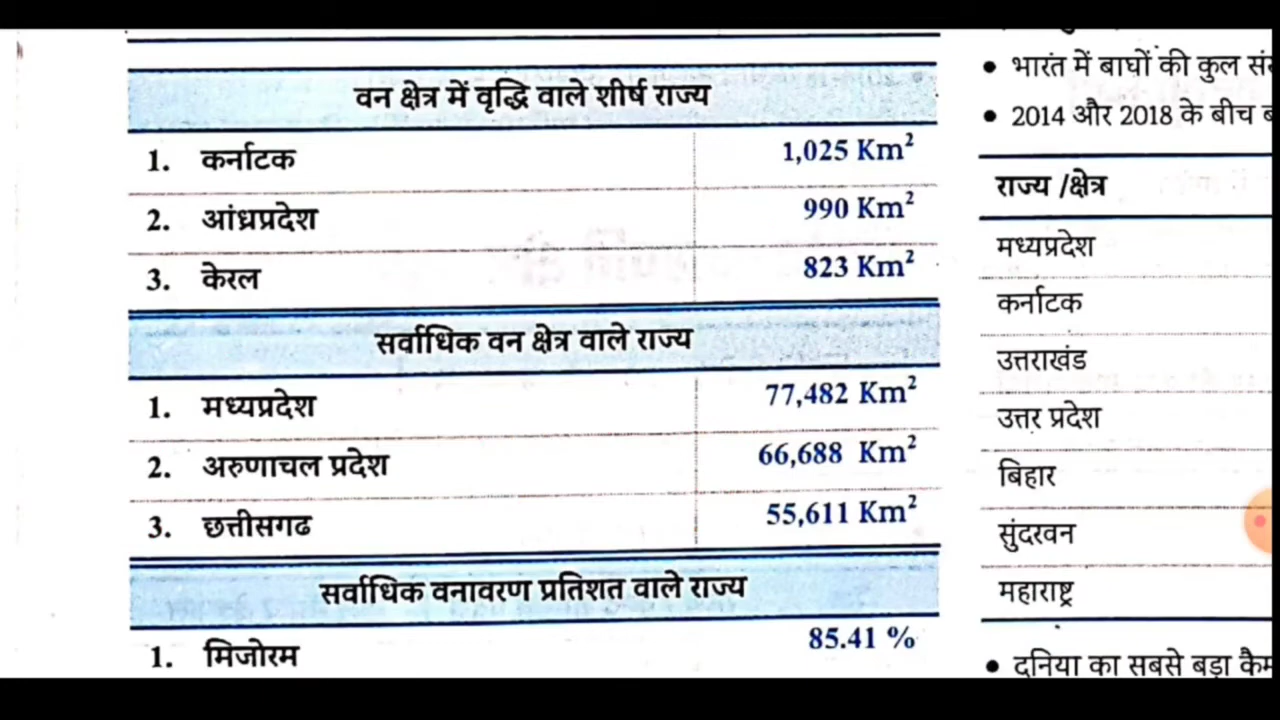 वन क्षेत्र में वृद्धि वाले शीर्ष राज्य
1. कर्नाटक 1,025 Km²
2. आंध्रप्रदेश 990 Km²
3. केरल 823 Km²
सर्वाधिक वन क्षेत्र वाले राज्य
1. मध्यप्रदेश 77,482 Km²
2. अरुणाचल प्रदेश 66,688 Km²
3. छत्तीसगढ 55,611 Km²
सर्वाधिक वनावरण प्रतिशत वाले राज्य
1. मिजोरम 85.41 %
• भारत में बाघों की कुल
• 2014 और 2018 के बीच
राज्य /क्षेत्र
मध्यप्रदेश
कर्नाटक
उत्तराखंड
उत्तर प्रदेश
बिहार
सुंदरवन
महाराष्ट्र
• दुनिया का सबसे बड़ा